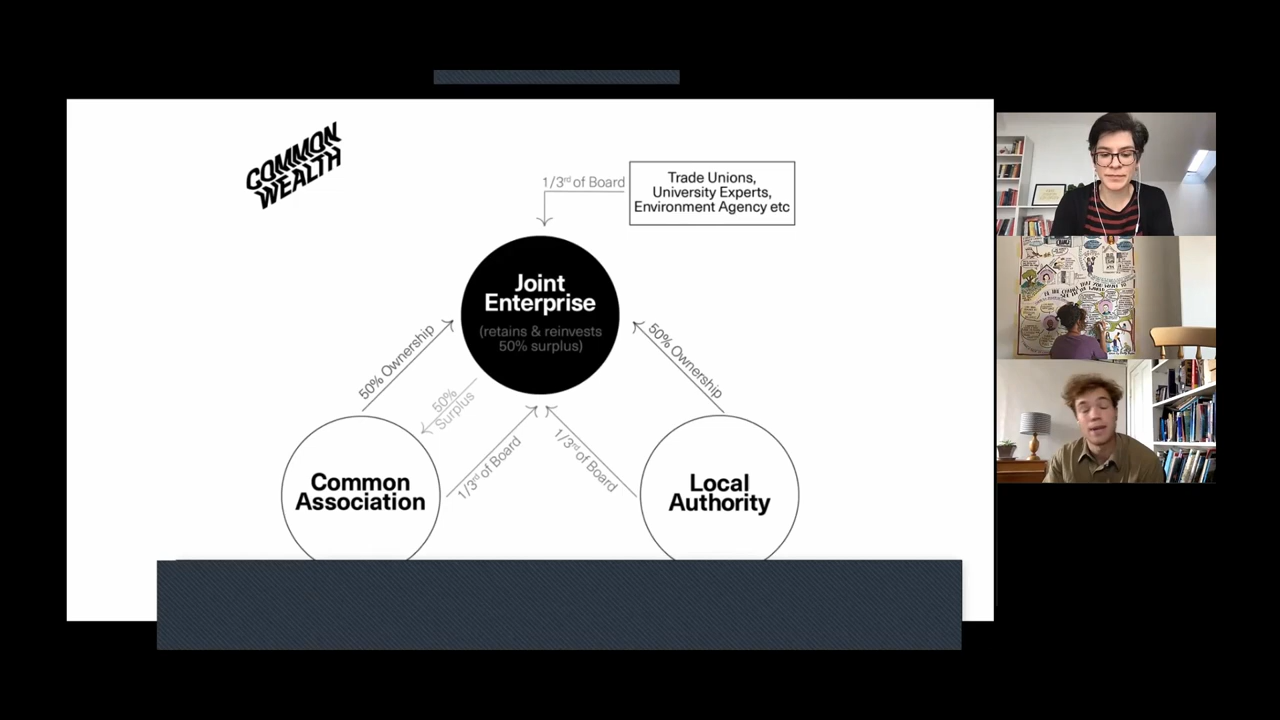 COMMON
WEALTH
1/3rd of Board
Trade Unions,
University Experts,
Environment Agency etc
Joint
Enterprise
(retains & reinvests
50% surplus)
50% Ownership
50% Ownership
50%
Surplus
1/3rd of Board
1/3rd of Board
Common
Association
Local
Authority